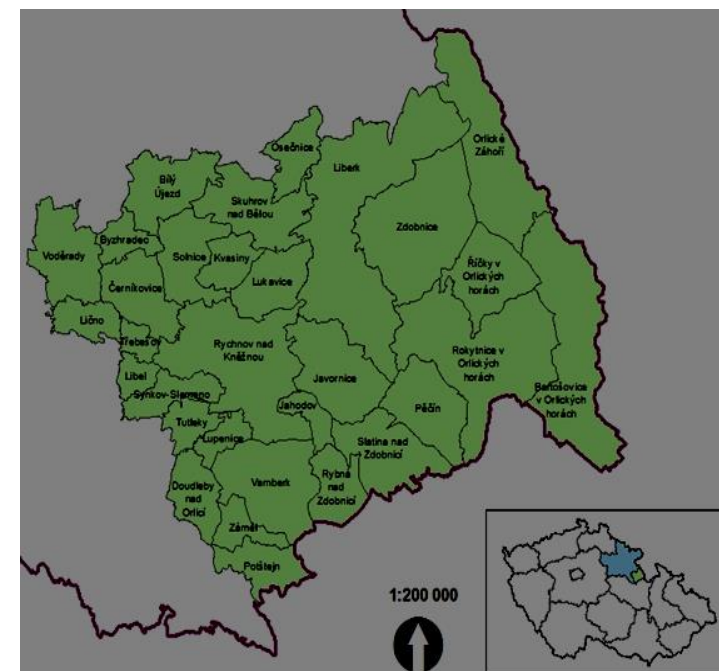 Orlické
Záhoří
Osečnice
Liberk
Bílý
Újezd
Skuhrov
nad Bělou
Zdobnice
Byzhradec
Voděrady
Solnice
Kvasiny
Říčky v
Orlických
horách
Lukavice
Černíkovice
Lično
Třebešov
Rychnov nad
Kněžnou
Rokytnice v
Orlických
horách
Libel
Javornice
Synkov-Slemeno
Bartošovice
v Orlických
horách
Jahodov
Pěčín
Tutleky
Lupenice
Slatina nad
Zdobnicí
Doudleby
nad
Orlicí
Vamberk
Rybná
nad
Zdobnicí
Záměl
Potštejn
1:200 000